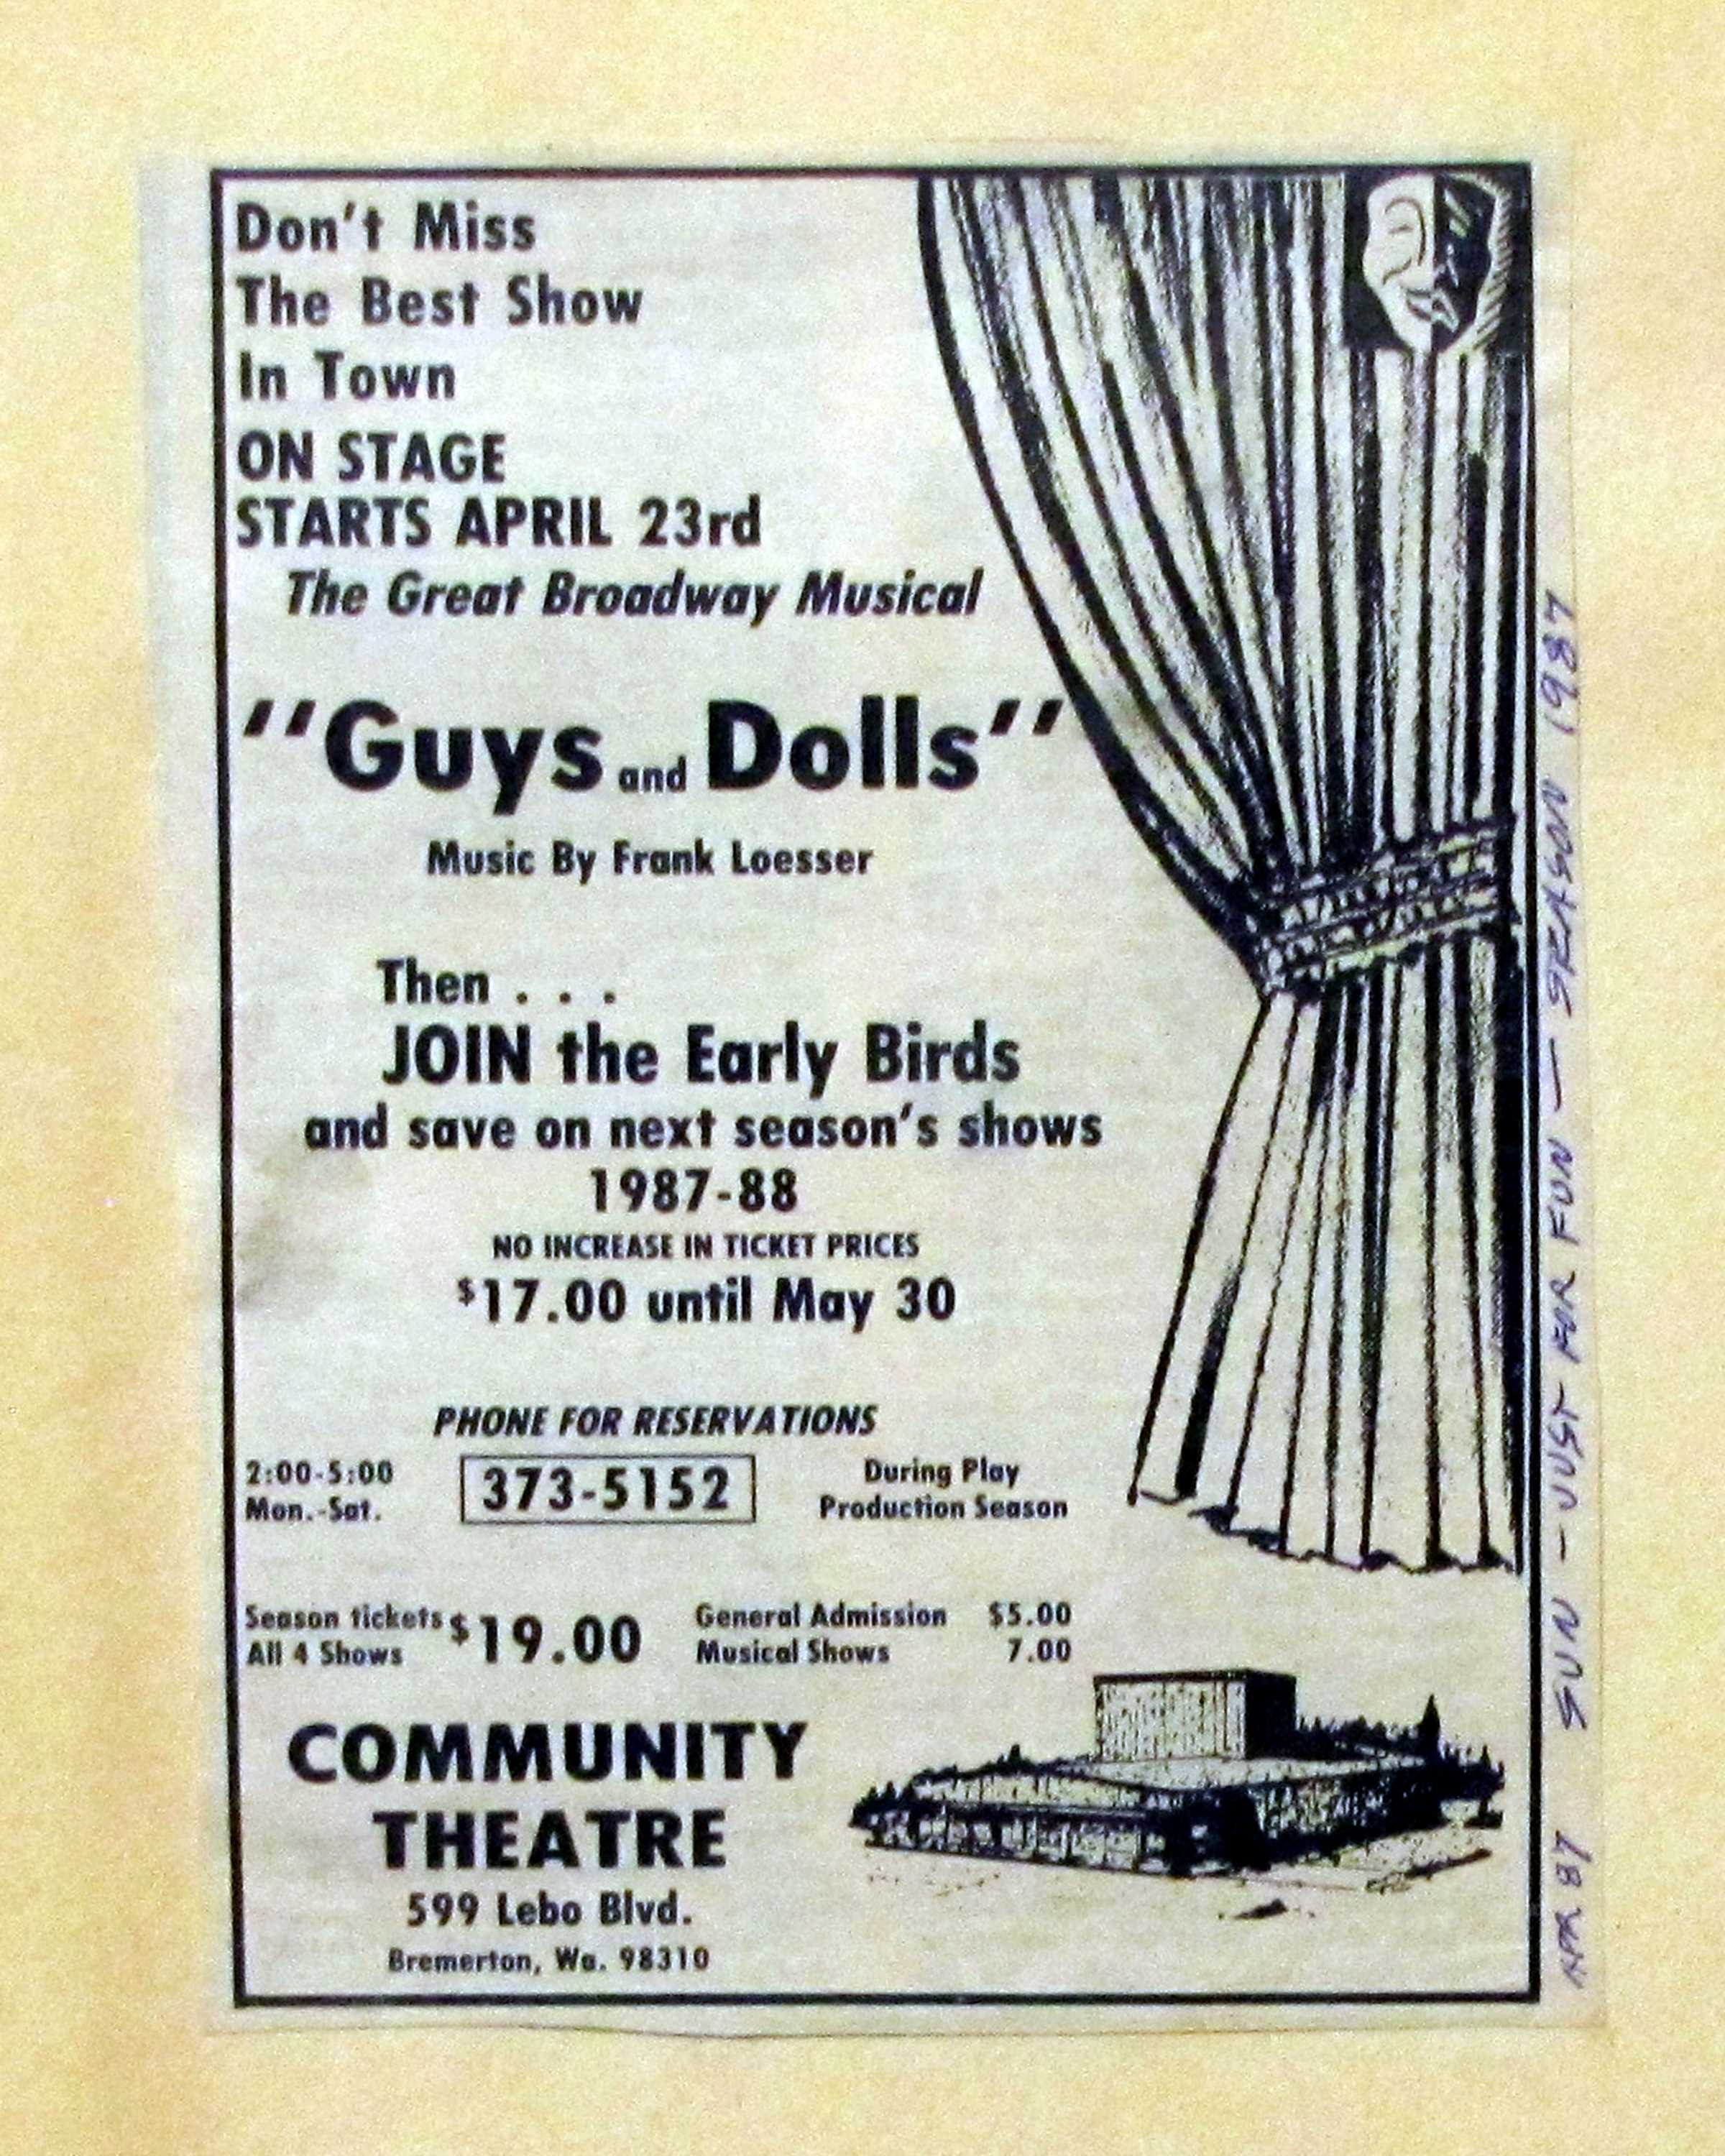 Don't Miss
The Best Show
In Town
ON STAGE
STARTS APRIL 23rd
The Great Broadway Musical
"Guys and Dolls"
Music By Frank Loesser
Then . . .
JOIN the Early Birds
and save on next season's shows
1987-88
NO INCREASE IN TICKET PRICES
$17.00 until May 30
PHONE FOR RESERVATIONS
2:00-5:00
Mon.-Sat.
373-5152
During Play
Production Season
Season tickets
All 4 Shows
$19.00
General Admission $5.00
Musical Shows 7.00
COMMUNITY
THEATRE
599 Lebo Blvd.
Bremerton, Wa. 98310
APR 87 SUN - JUST FOR FUN - SEASON 1987